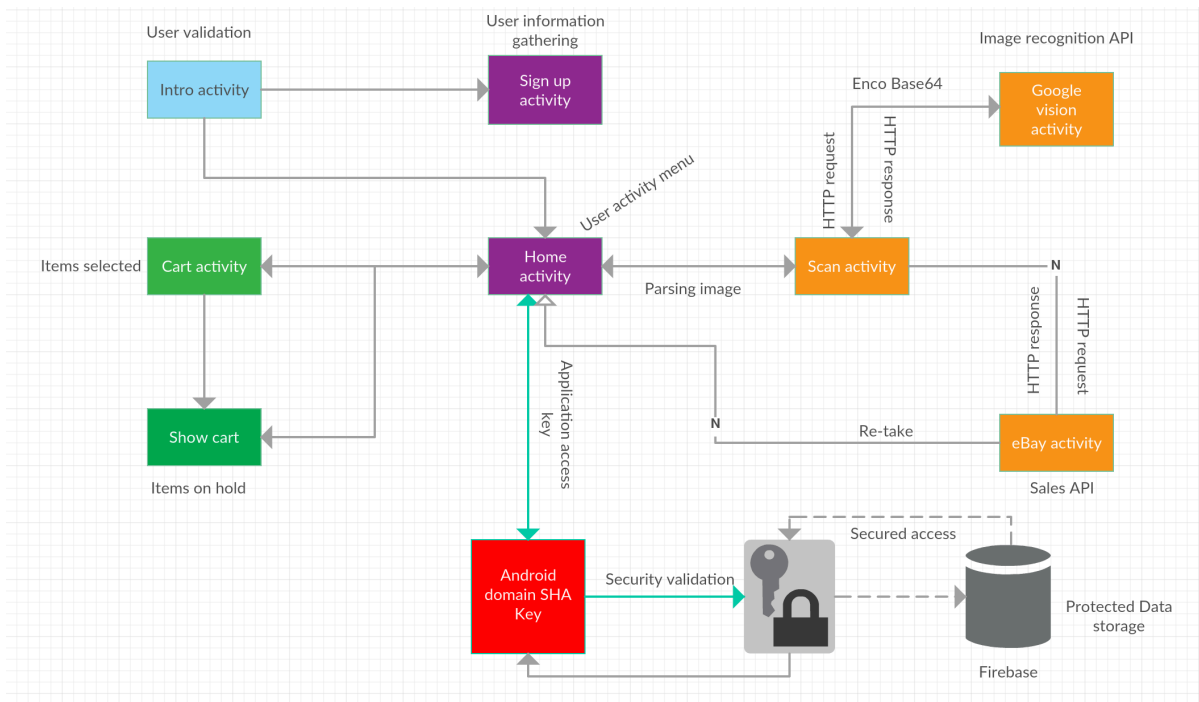 User validation
User information
gathering
Image recognition API
Intro activity
Sign up
activity
Enco Base64
Google
vision
activity
HTTP request
HTTP response
User activity menu
Items selected
Cart activity
Home
activity
Parsing image
Scan activity
N
HTTP response
HTTP request
Application access
key
N
Re-take
Show cart
eBay activity
Items on hold
Sales API
Secured access
Android
domain SHA
Key
Security validation
Protected Data
storage
Firebase